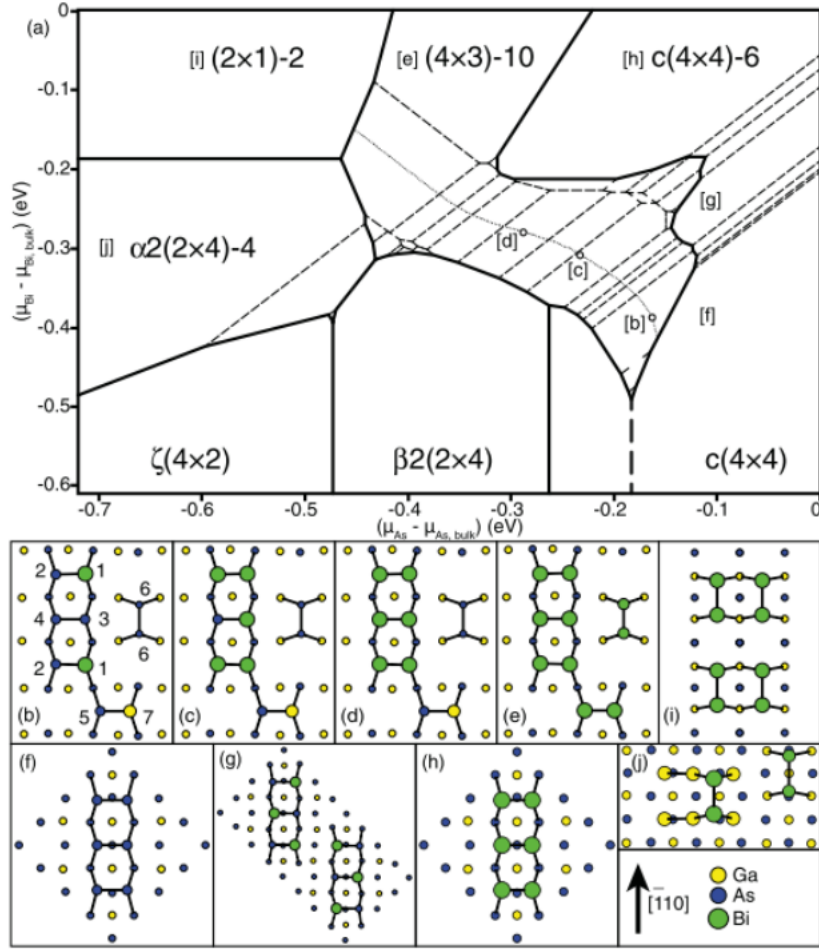 (a)
[i] (2×1)-2
[e] (4×3)-10
[h] c(4×4)-6
[j] α2(2×4)-4
[g]
[d]
[c]
[b]
[f]
ζ(4×2)
β2(2×4)
c(4×4)
0
-0.1
-0.2
-0.3
-0.4
-0.5
-0.6
(μBi - μBi, bulk) (eV)
-0.7
-0.6
-0.5
-0.4
-0.3
-0.2
-0.1
0
(μAs - μAs, bulk) (eV)
2
1
6
4
3
6
2
1
5
7
(b)
(c)
(d)
(e)
(i)
(f)
(g)
(h)
(j)
[1̄10]
Ga
As
Bi